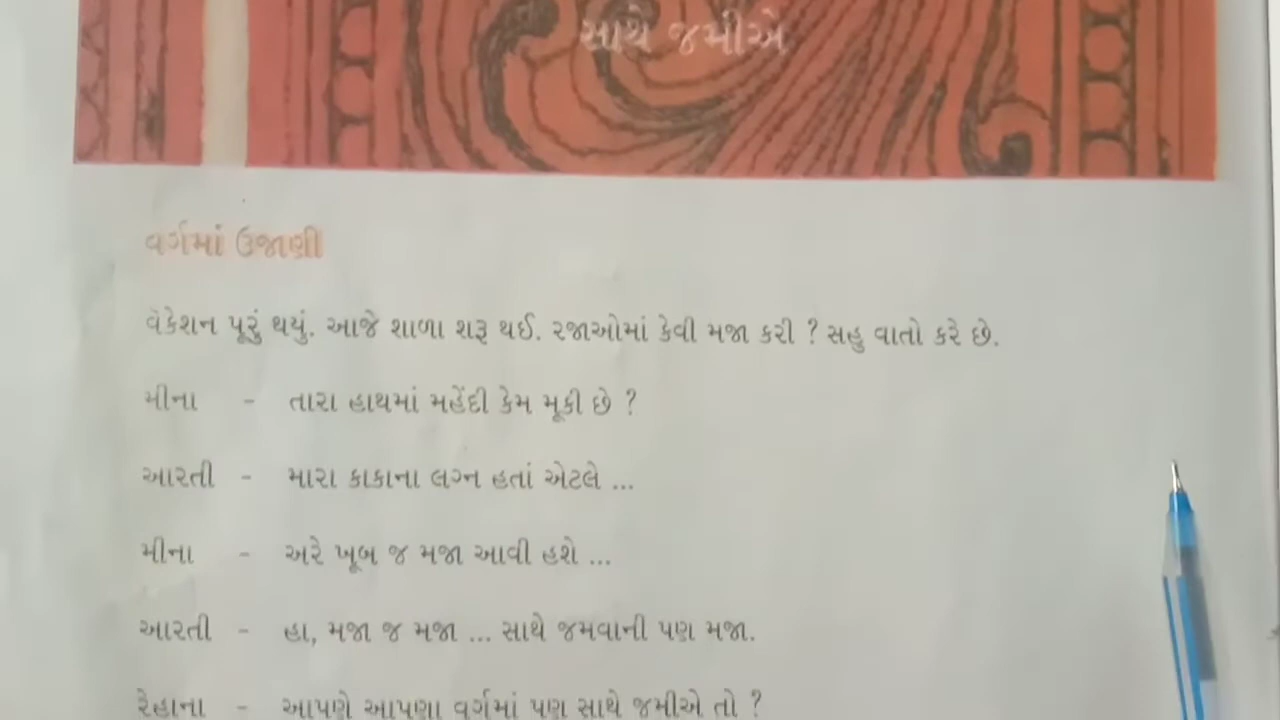 સાથે જમીએ
વર્ગમાં ઉજાણી
વૅકેશન પૂરું થયું. આજે શાળા શરૂ થઈ. રજાઓમાં કેવી મજા કરી ? સહુ વાતો કરે છે.
મીના - તારા હાથમાં મહેંદી કેમ મૂકી છે ?
આરતી - મારા કાકાના લગ્ન હતાં એટલે ...
મીના - અરે ખૂબ જ મજા આવી હશે ...
આરતી - હા, મજા જ મજા ... સાથે જમવાની પણ મજા.
રેહાના - આપણે આપણા વર્ગમાં પણ સાથે જમીએ તો ?